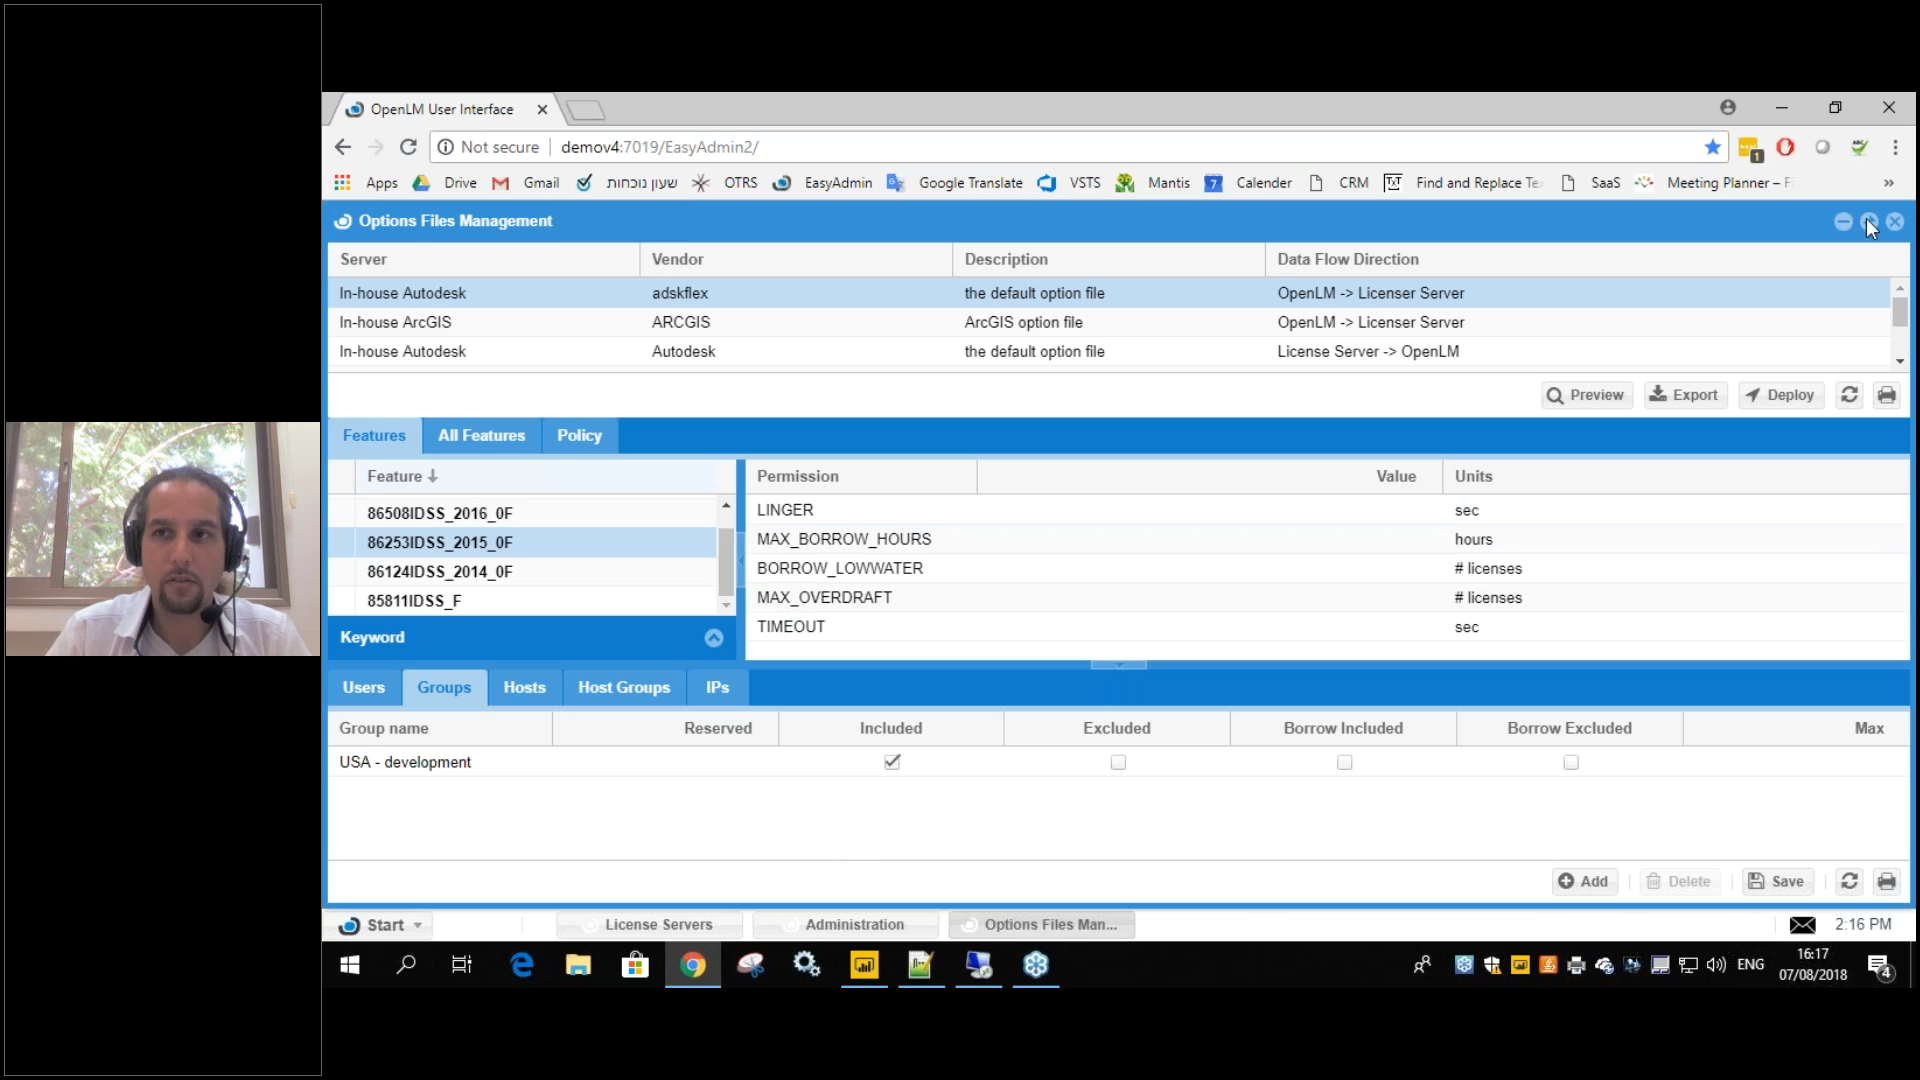 OpenLM User Interface
Not secure demov4:7019/EasyAdmin2/
1
Apps Drive Gmail שעון נוכחות OTRS EasyAdmin Google Translate VSTS Mantis 7 Calender CRM TXT Find and Replace Te SaaS Meeting Planner – F »
Options Files Management
Server Vendor Description Data Flow Direction
In-house Autodesk adskflex the default option file OpenLM -> Licenser Server
In-house ArcGIS ARCGIS ArcGIS option file OpenLM -> Licenser Server
In-house Autodesk Autodesk the default option file License Server -> OpenLM
Preview Export Deploy
Features All Features Policy
Feature Permission Value Units
86508IDSS_2016_0F LINGER sec
86253IDSS_2015_0F MAX_BORROW_HOURS hours
86124IDSS_2014_0F BORROW_LOWWATER # licenses
85811IDSS_F MAX_OVERDRAFT # licenses
TIMEOUT sec
Keyword
Users Groups Hosts Host Groups IPs
Group name Reserved Included Excluded Borrow Included Borrow Excluded Max
USA - development
Add Delete Save
Start License Servers Administration Options Files Man... 2:16 PM
ENG 16:17
07/08/2018
4